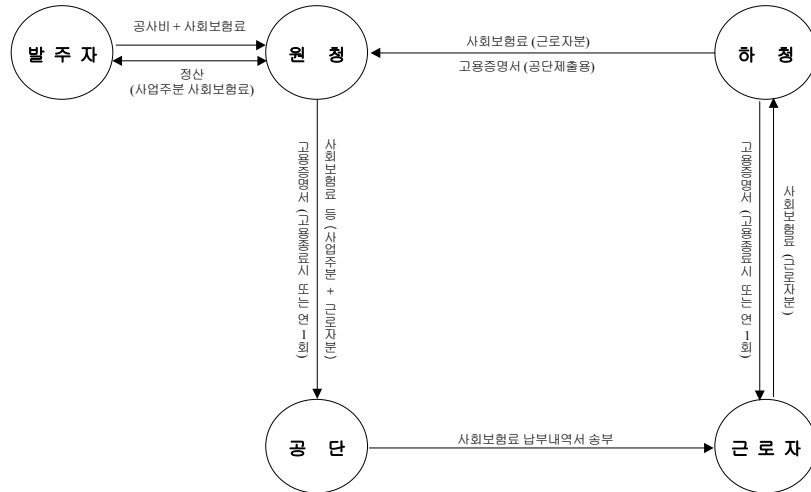 공사비 + 사회보험료
발 주 자
원 청
정산
(사업주분 사회보험료)
사회보험료 (근로자분)
고용증명서 (공단제출용)
하 청
고용증명서 (고용종료시 또는 연 1회)
사회보험료 등 (사업주분 + 근로자분)
고용증명서 (고용종료시 또는 연 1회)
사회보험료 (근로자분)
공 단
사회보험료 납부내역서 송부
근 로 자